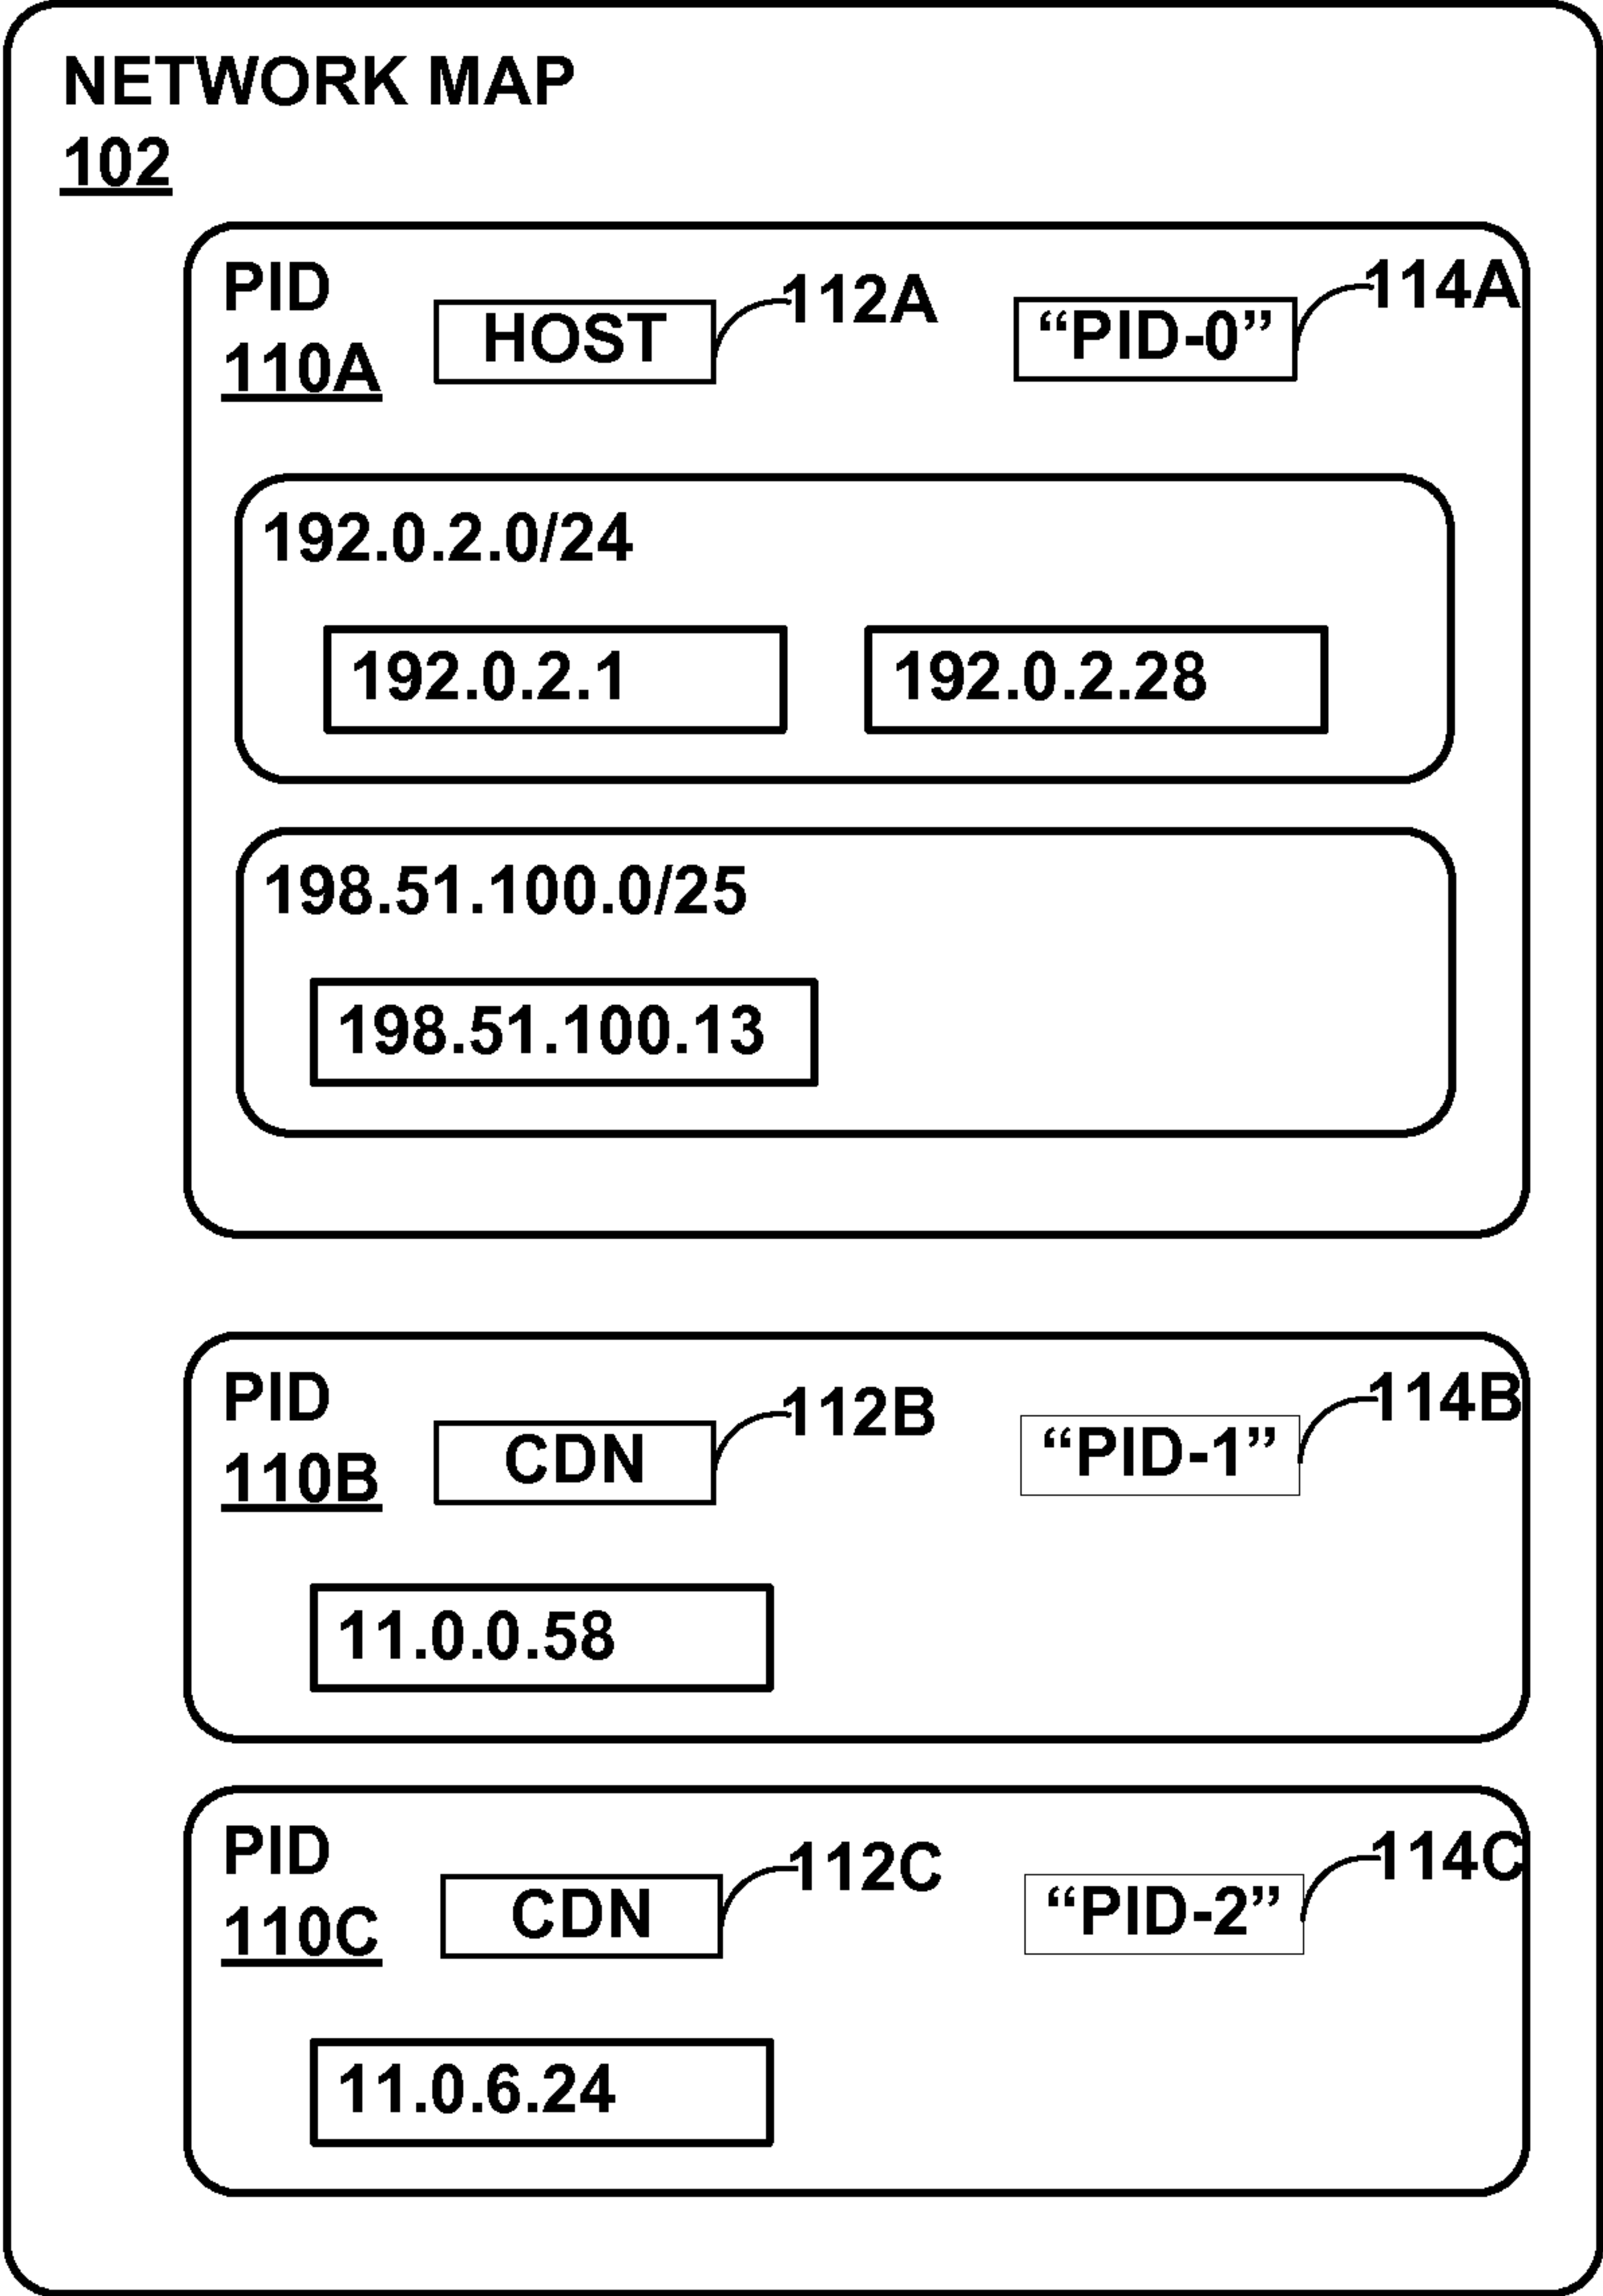 NETWORK MAP
102
PID
110A
HOST
112A
“PID-0”
114A
192.0.2.0/24
192.0.2.1
192.0.2.28
198.51.100.0/25
198.51.100.13
PID
110B
CDN
112B
“PID-1”
114B
11.0.0.58
PID
110C
CDN
112C
“PID-2”
114C
11.0.6.24